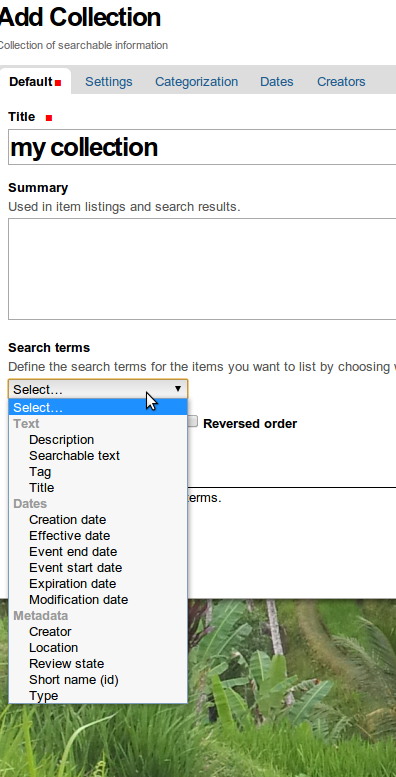 Add Collection
Collection of searchable information
Default Settings Categorization Dates Creators
Title
my collection
Summary
Used in item listings and search results.
Search terms
Define the search terms for the items you want to list by choosing
Select...
Select...
Text
Reversed order
Description
Searchable text
Tag
Title
terms.
Dates
Creation date
Effective date
Event end date
Event start date
Expiration date
Modification date
Metadata
Creator
Location
Review state
Short name (id)
Type